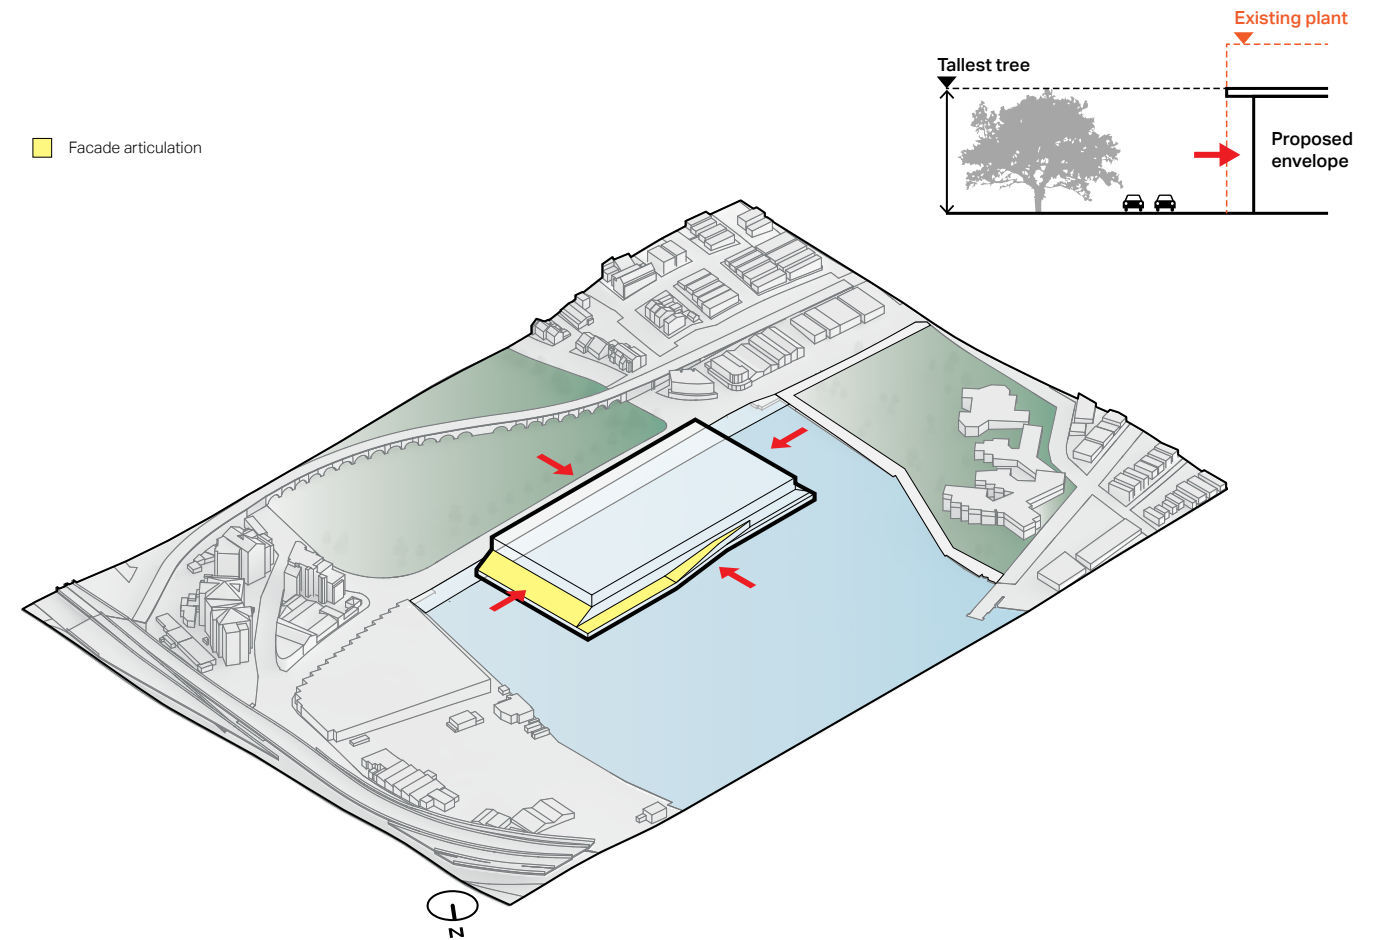 Existing plant
Tallest tree
Proposed
envelope
Facade articulation
N